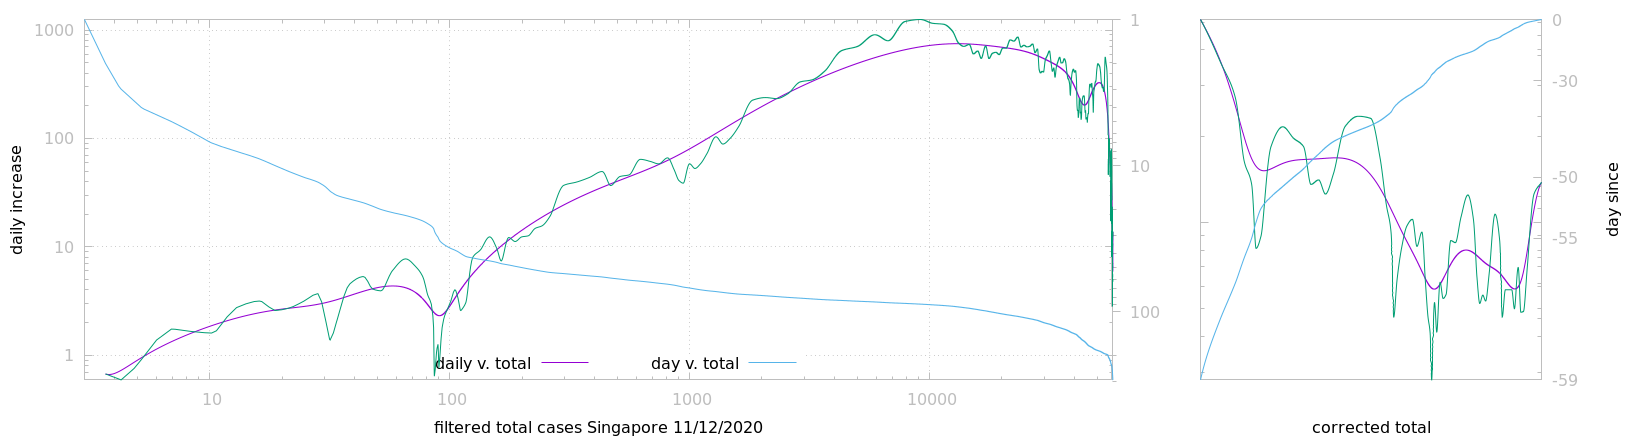 1000
100
10
1
daily increase
10
100
1000
10000
filtered total cases Singapore 11/12/2020
daily v. total
day v. total
1
10
100
0
-30
-50
-55
-59
day since
corrected total